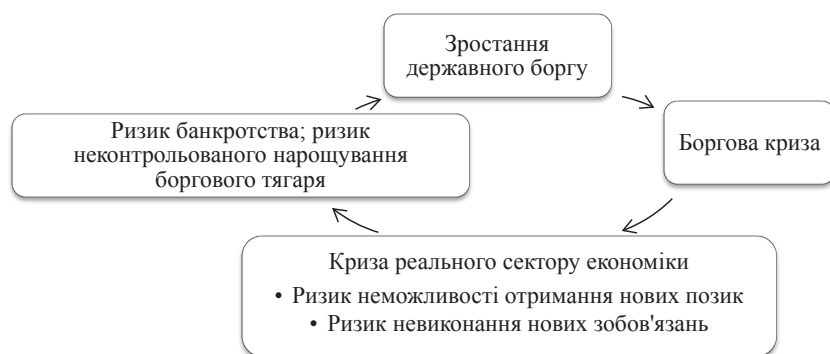 Зростання
державного боргу
Боргова криза
Криза реального сектору економіки
• Ризик неможливості отримання нових позик
• Ризик невиконання нових зобов'язань
Ризик банкротства; ризик
неконтрольованого нарощування
боргового тягаря